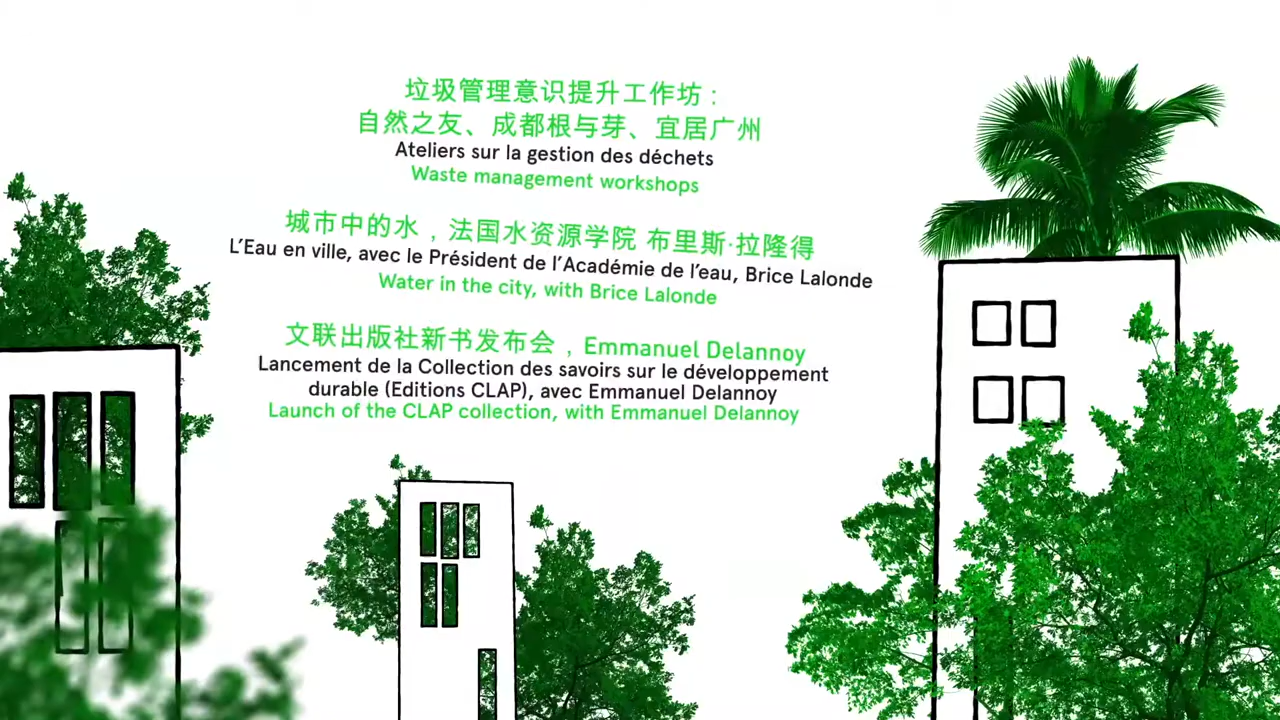 垃圾管理意识提升工作坊：
自然之友、成都根与芽、宜居广州
Ateliers sur la gestion des déchets
Waste management workshops
城市中的水，法国水资源学院 布里斯·拉隆得
L'Eau en ville, avec le Président de l'Académie de l'eau, Brice Lalonde
Water in the city, with Brice Lalonde
文联出版社新书发布会，Emmanuel Delannoy
Lancement de la Collection des savoirs sur le développement
durable (Editions CLAP), avec Emmanuel Delannoy
Launch of the CLAP collection, with Emmanuel Delannoy